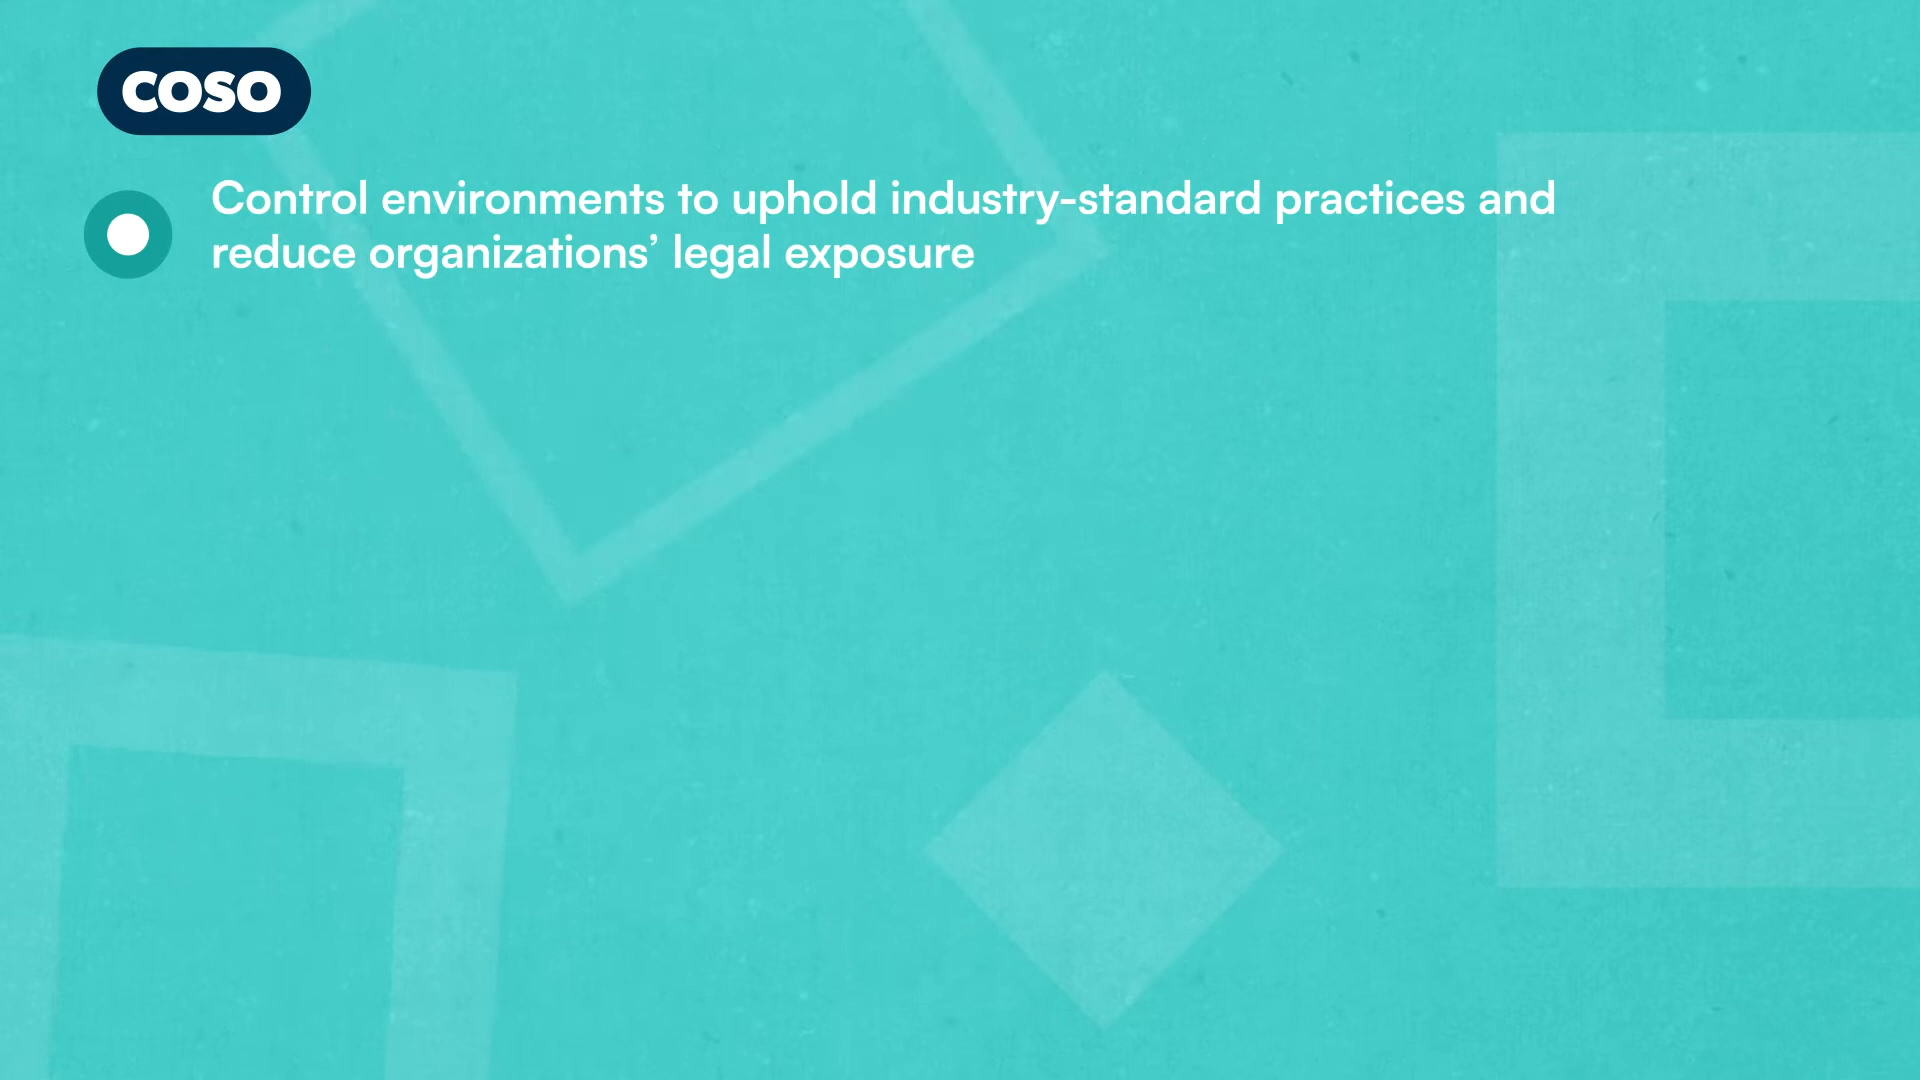 COSO
Control environments to uphold industry-standard practices and
reduce organizations’ legal exposure